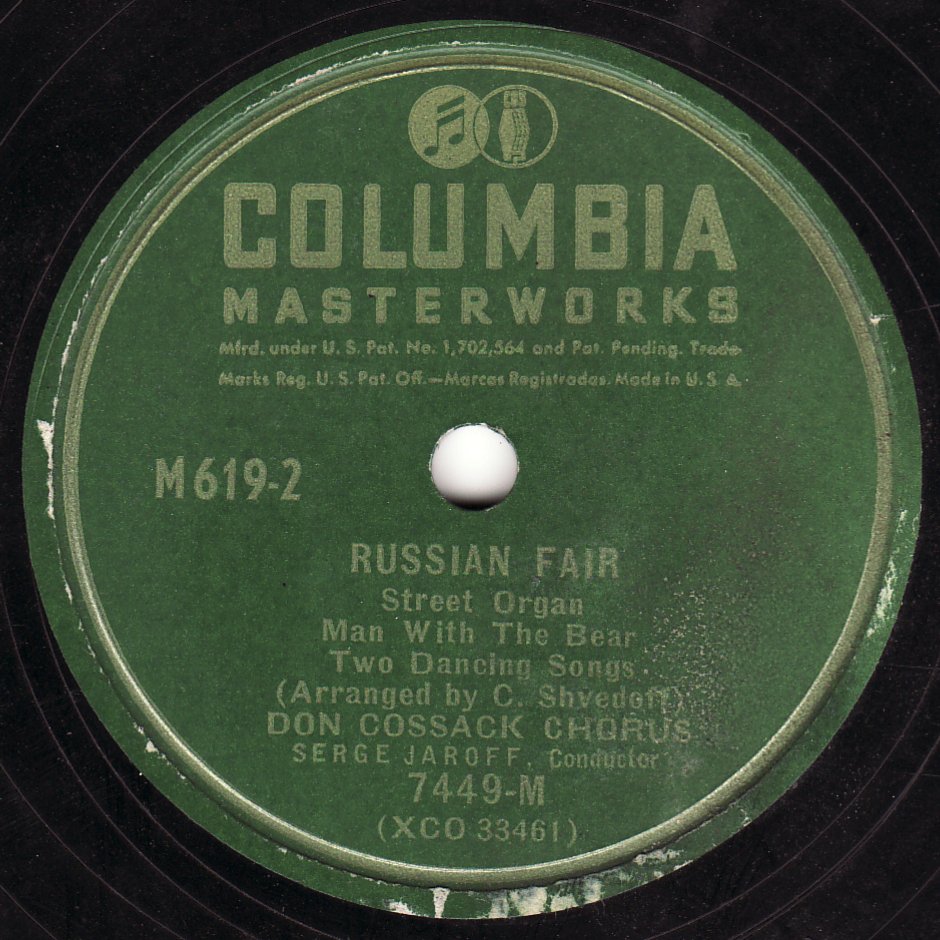 COLUMBIA
MASTERWORKS
Mfrd. under U. S. Pat. No. 1,702,564 and Pat. Pending. Trade
Marks Reg. U. S. Pat. Off.—Marcas Registradas. Made in U. S. A.
M619-2
RUSSIAN FAIR
Street Organ
Man With The Bear
Two Dancing Songs
(Arranged by C. Shvedoff)
DON COSSACK CHORUS
SERGE JAROFF, Conductor
7449-M
(XCO 33461)